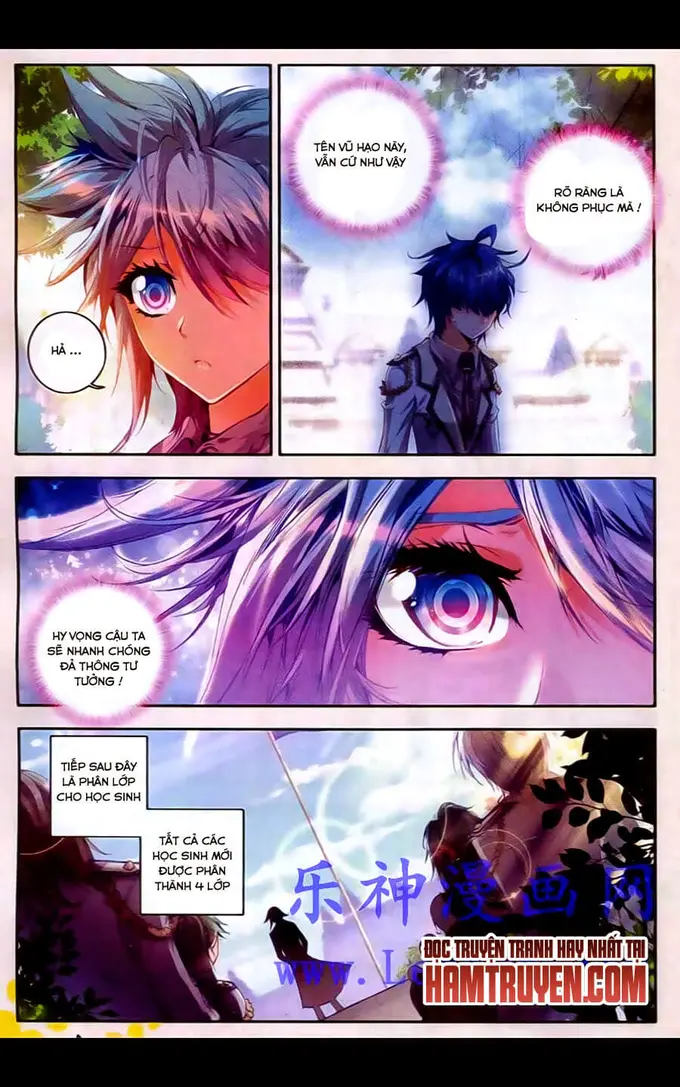 HẢ ...
TÊN VŨ HẠO NÀY,
VẪN CỨ NHƯ VẬY
RÕ RÀNG LÀ
KHÔNG PHỤC MÀ !
HY VỌNG CẬU TA
SẼ NHANH CHÓNG
ĐẢ THÔNG TƯ
TƯỞNG !
TIẾP SAU ĐÂY
LÀ PHÂN LỚP
CHO HỌC SINH
TẤT CẢ CÁC
HỌC SINH MỚI
ĐƯỢC PHÂN
THÀNH 4 LỚP
乐神漫画网
ĐỌC TRUYỆN TRANH HAY NHẤT TẠI
www.Le
HAMTRUYEN.COM